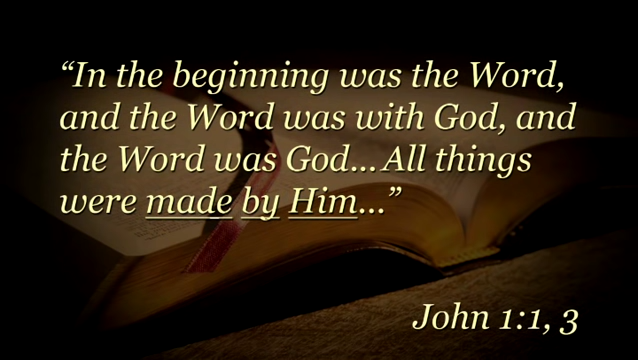 “In the beginning was the Word,
and the Word was with God, and
the Word was God... All things
were made by Him...”
John 1:1, 3